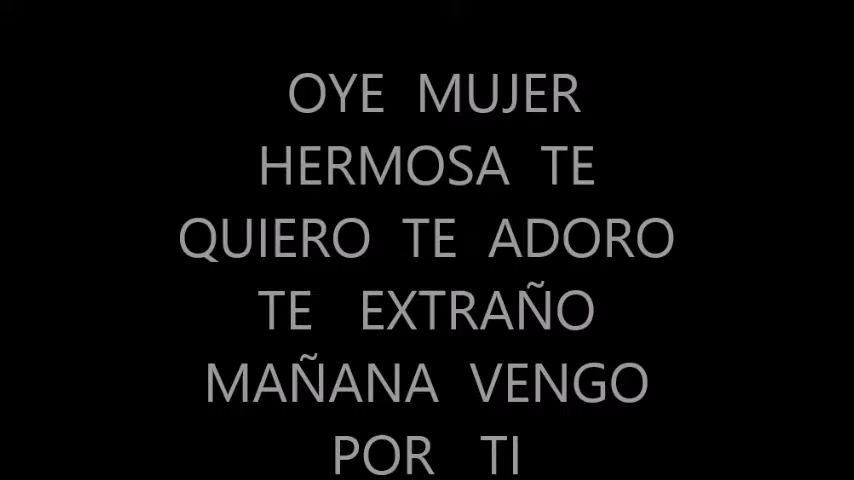 OYE MUJER
HERMOSA TE
QUIERO TE ADORO
TE EXTRAÑO
MAÑANA VENGO
POR TI